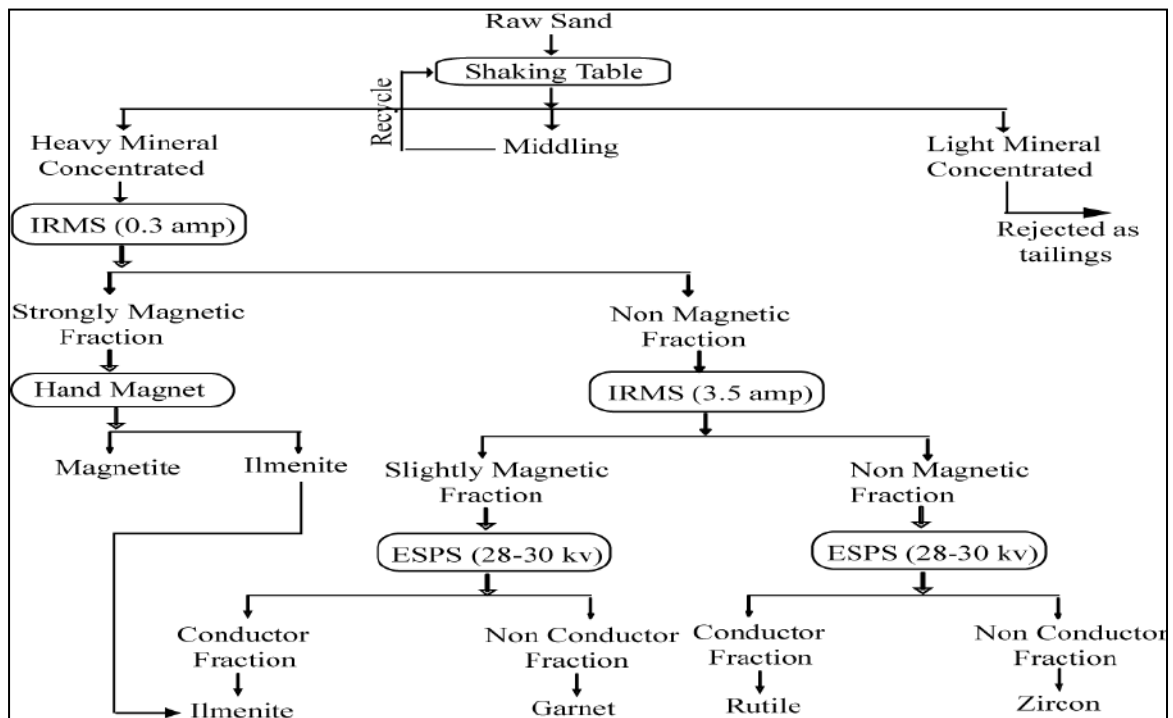 Raw Sand
Shaking Table
Recycle
Heavy Mineral
Concentrated
Middling
Light Mineral
Concentrated
IRMS (0.3 amp)
Rejected as
tailings
Strongly Magnetic
Fraction
Non Magnetic
Fraction
Hand Magnet
IRMS (3.5 amp)
Magnetite
Ilmenite
Slightly Magnetic
Fraction
Non Magnetic
Fraction
ESPS (28-30 kv)
ESPS (28-30 kv)
Conductor
Fraction
Non Conductor
Fraction
Conductor
Fraction
Non Conductor
Fraction
Ilmenite
Garnet
Rutile
Zircon